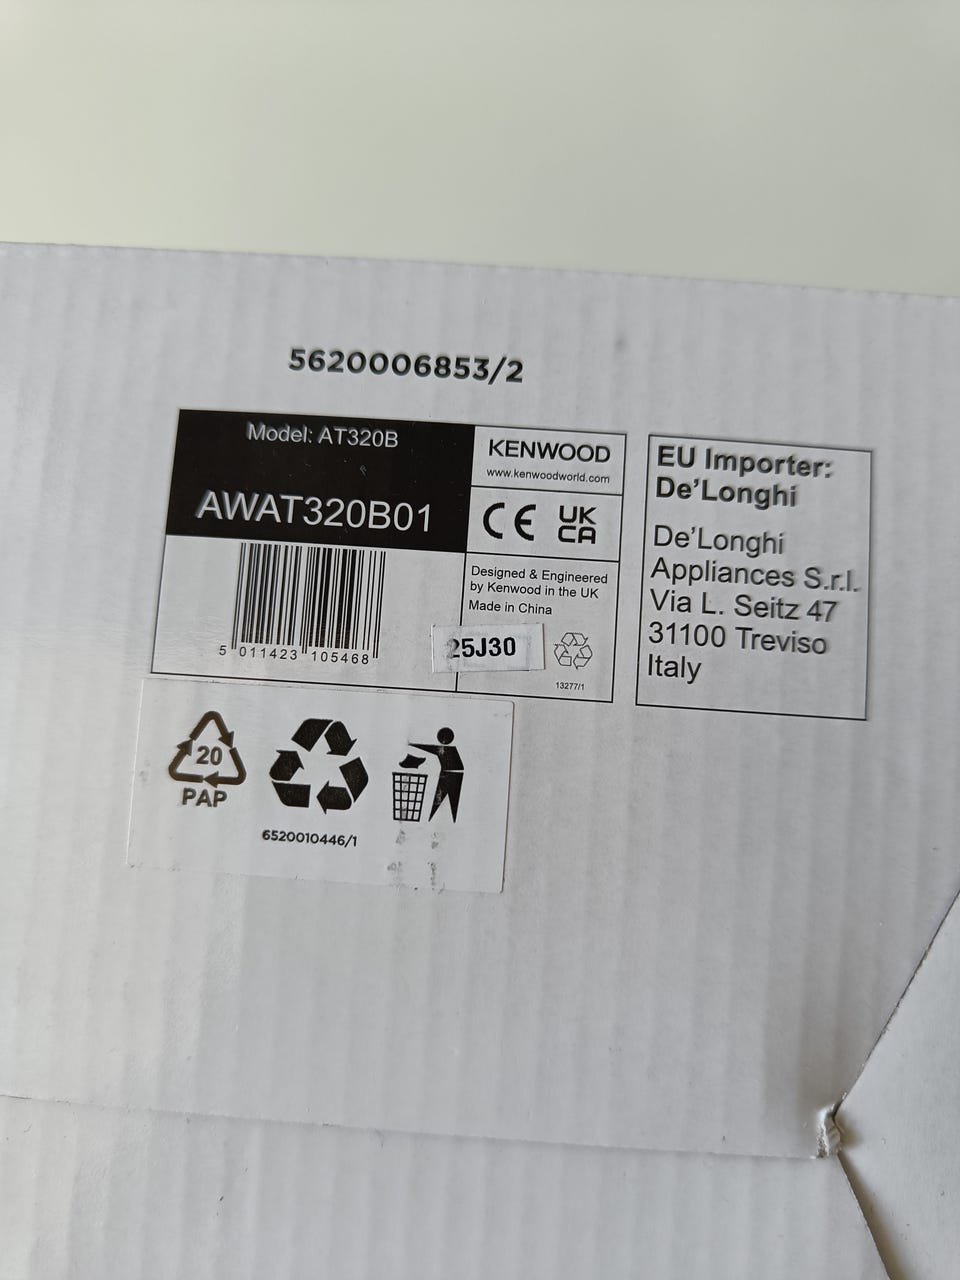 5620006853/2
Model: AT320B
AWAT320B01
5 011423 105468
KENWOOD
www.kenwoodworld.com
CE UK
CA
Designed & Engineered
by Kenwood in the UK
Made in China
25J30
13277/1
EU Importer:
De'Longhi
De'Longhi
Appliances S.r.l.
Via L. Seitz 47
31100 Treviso
Italy
20
PAP
6520010446/1